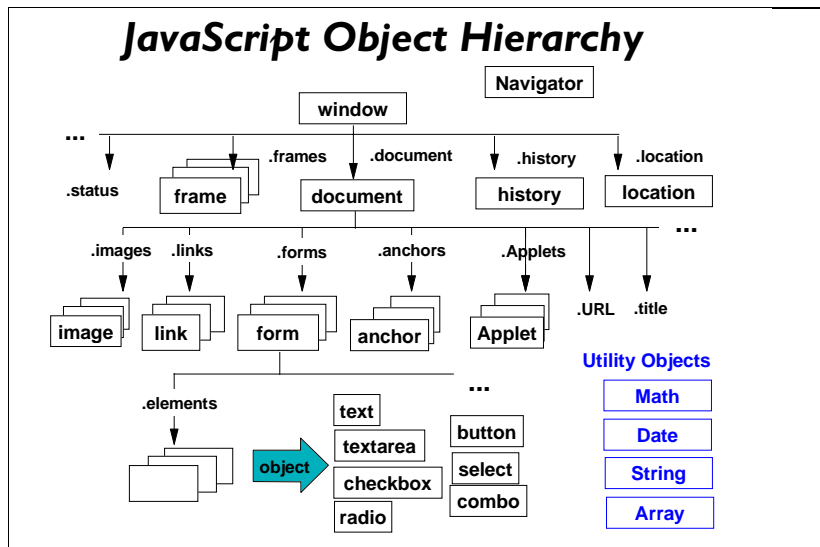 JavaScript Object Hierarchy
Navigator
window
...
.frames
.document
.history
.location
.status
frame
document
history
location
...
.images
.links
.forms
.anchors
.Applets
.URL
.title
image
link
form
anchor
Applet
Utility Objects
...
.elements
Math
text
button
Date
textarea
object
select
String
checkbox
combo
radio
Array